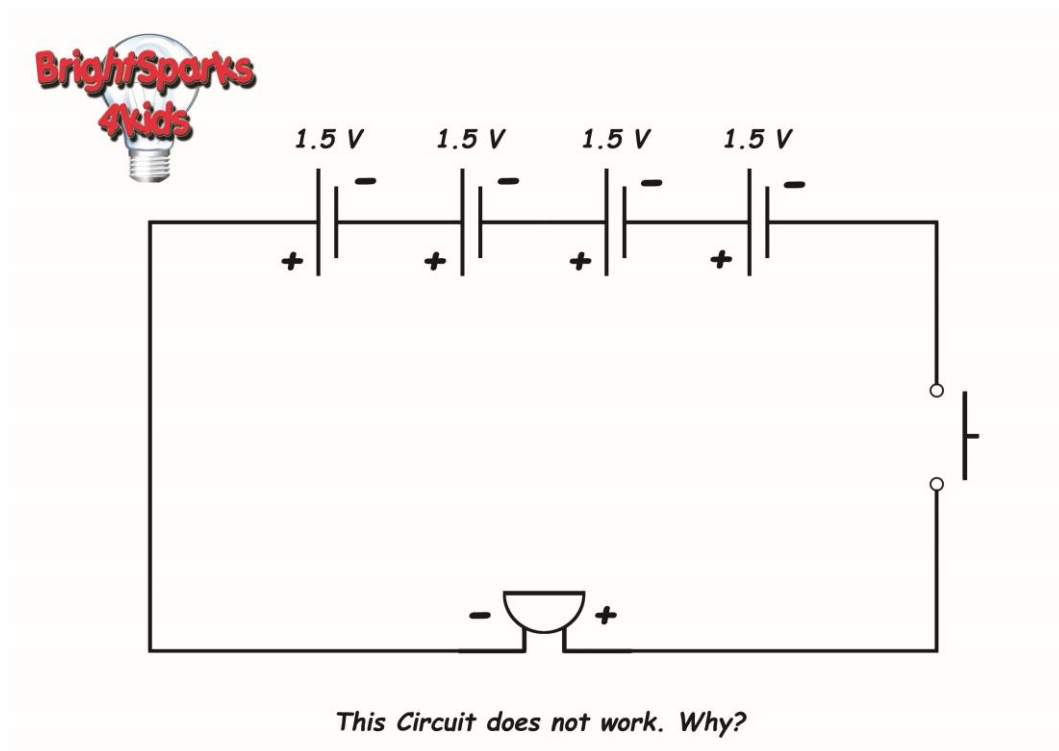 BrightSparks
4kids
1.5 V 1.5 V 1.5 V 1.5 V
- - - -
+ + + +
- +
This Circuit does not work. Why?